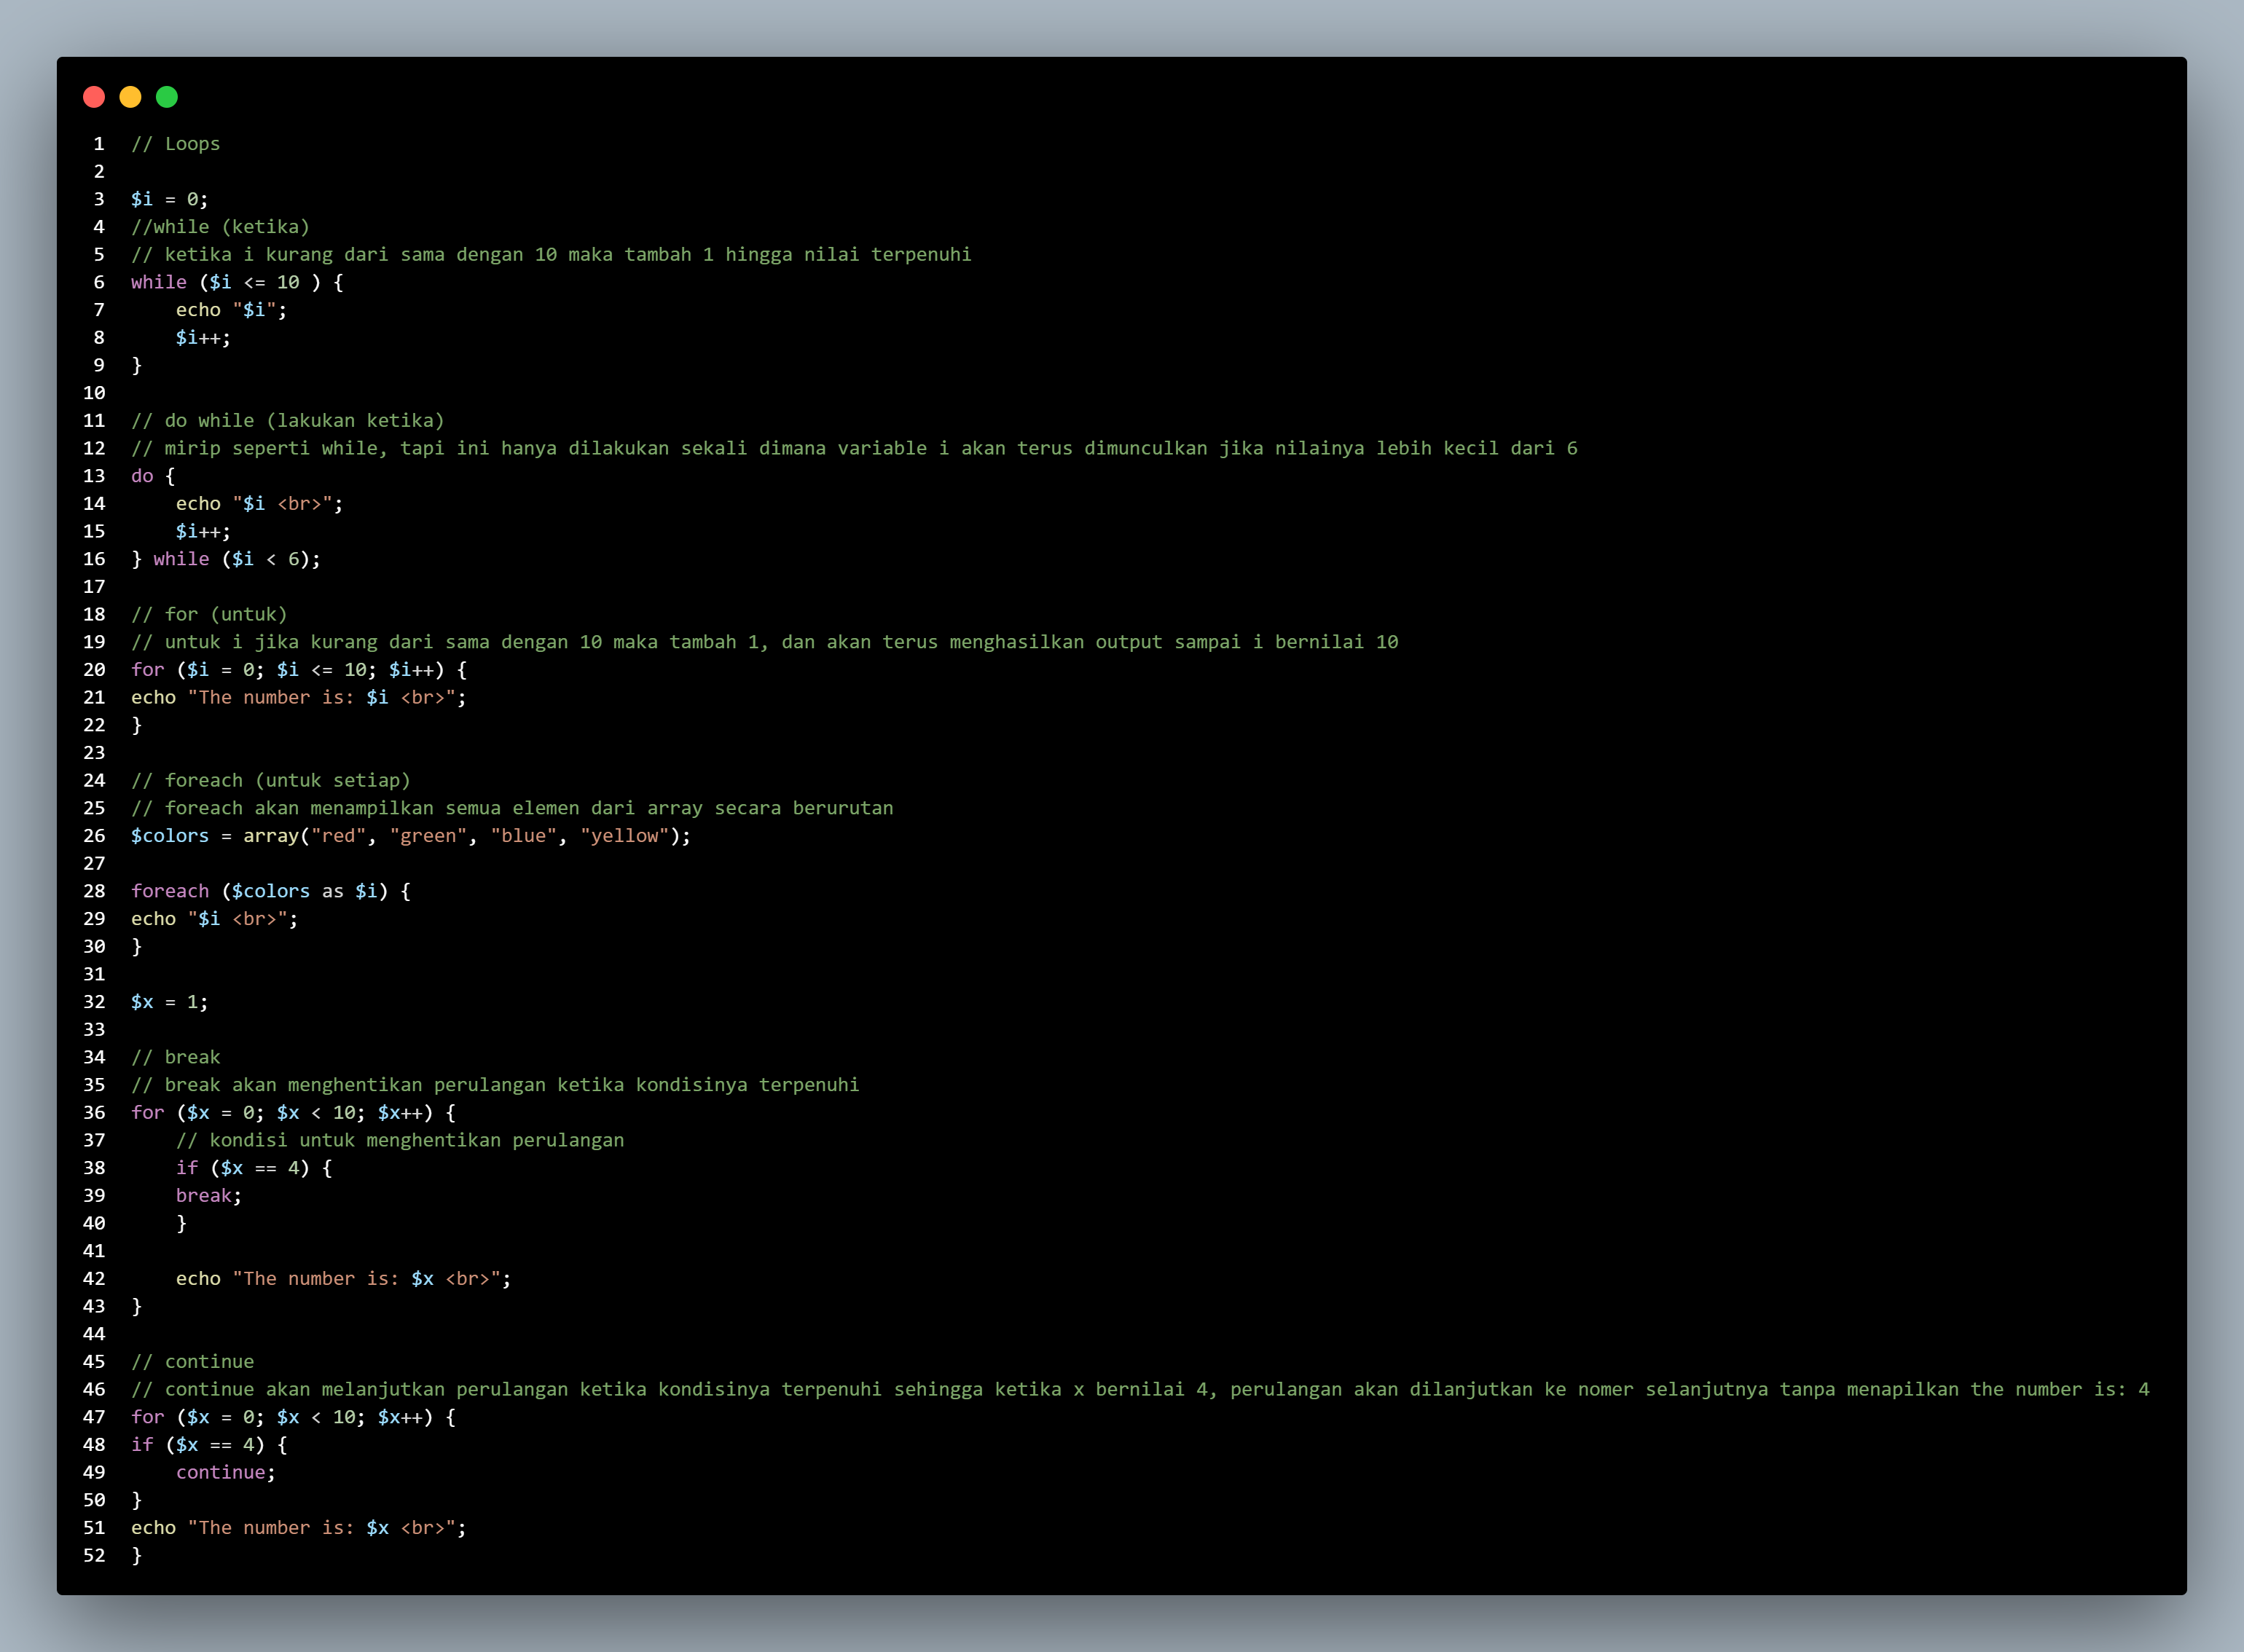 1 // Loops
2
3 $i = 0;
4 //while (ketika)
5 // ketika i kurang dari sama dengan 10 maka tambah 1 hingga nilai terpenuhi
6 while ($i <= 10 ) {
7     echo "$i";
8     $i++;
9 }
10
11 // do while (lakukan ketika)
12 // mirip seperti while, tapi ini hanya dilakukan sekali dimana variable i akan terus dimunculkan jika nilainya lebih kecil dari 6
13 do {
14     echo "$i <br>";
15     $i++;
16 } while ($i < 6);
17
18 // for (untuk)
19 // untuk i jika kurang dari sama dengan 10 maka tambah 1, dan akan terus menghasilkan output sampai i bernilai 10
20 for ($i = 0; $i <= 10; $i++) {
21 echo "The number is: $i <br>";
22 }
23
24 // foreach (untuk setiap)
25 // foreach akan menampilkan semua elemen dari array secara berurutan
26 $colors = array("red", "green", "blue", "yellow");
27
28 foreach ($colors as $i) {
29 echo "$i <br>";
30 }
31
32 $x = 1;
33
34 // break
35 // break akan menghentikan perulangan ketika kondisinya terpenuhi
36 for ($x = 0; $x < 10; $x++) {
37     // kondisi untuk menghentikan perulangan
38     if ($x == 4) {
39     break;
40     }
41
42     echo "The number is: $x <br>";
43 }
44
45 // continue
46 // continue akan melanjutkan perulangan ketika kondisinya terpenuhi sehingga ketika x bernilai 4, perulangan akan dilanjutkan ke nomer selanjutnya tanpa menapilkan the number is: 4
47 for ($x = 0; $x < 10; $x++) {
48 if ($x == 4) {
49     continue;
50 }
51 echo "The number is: $x <br>";
52 }